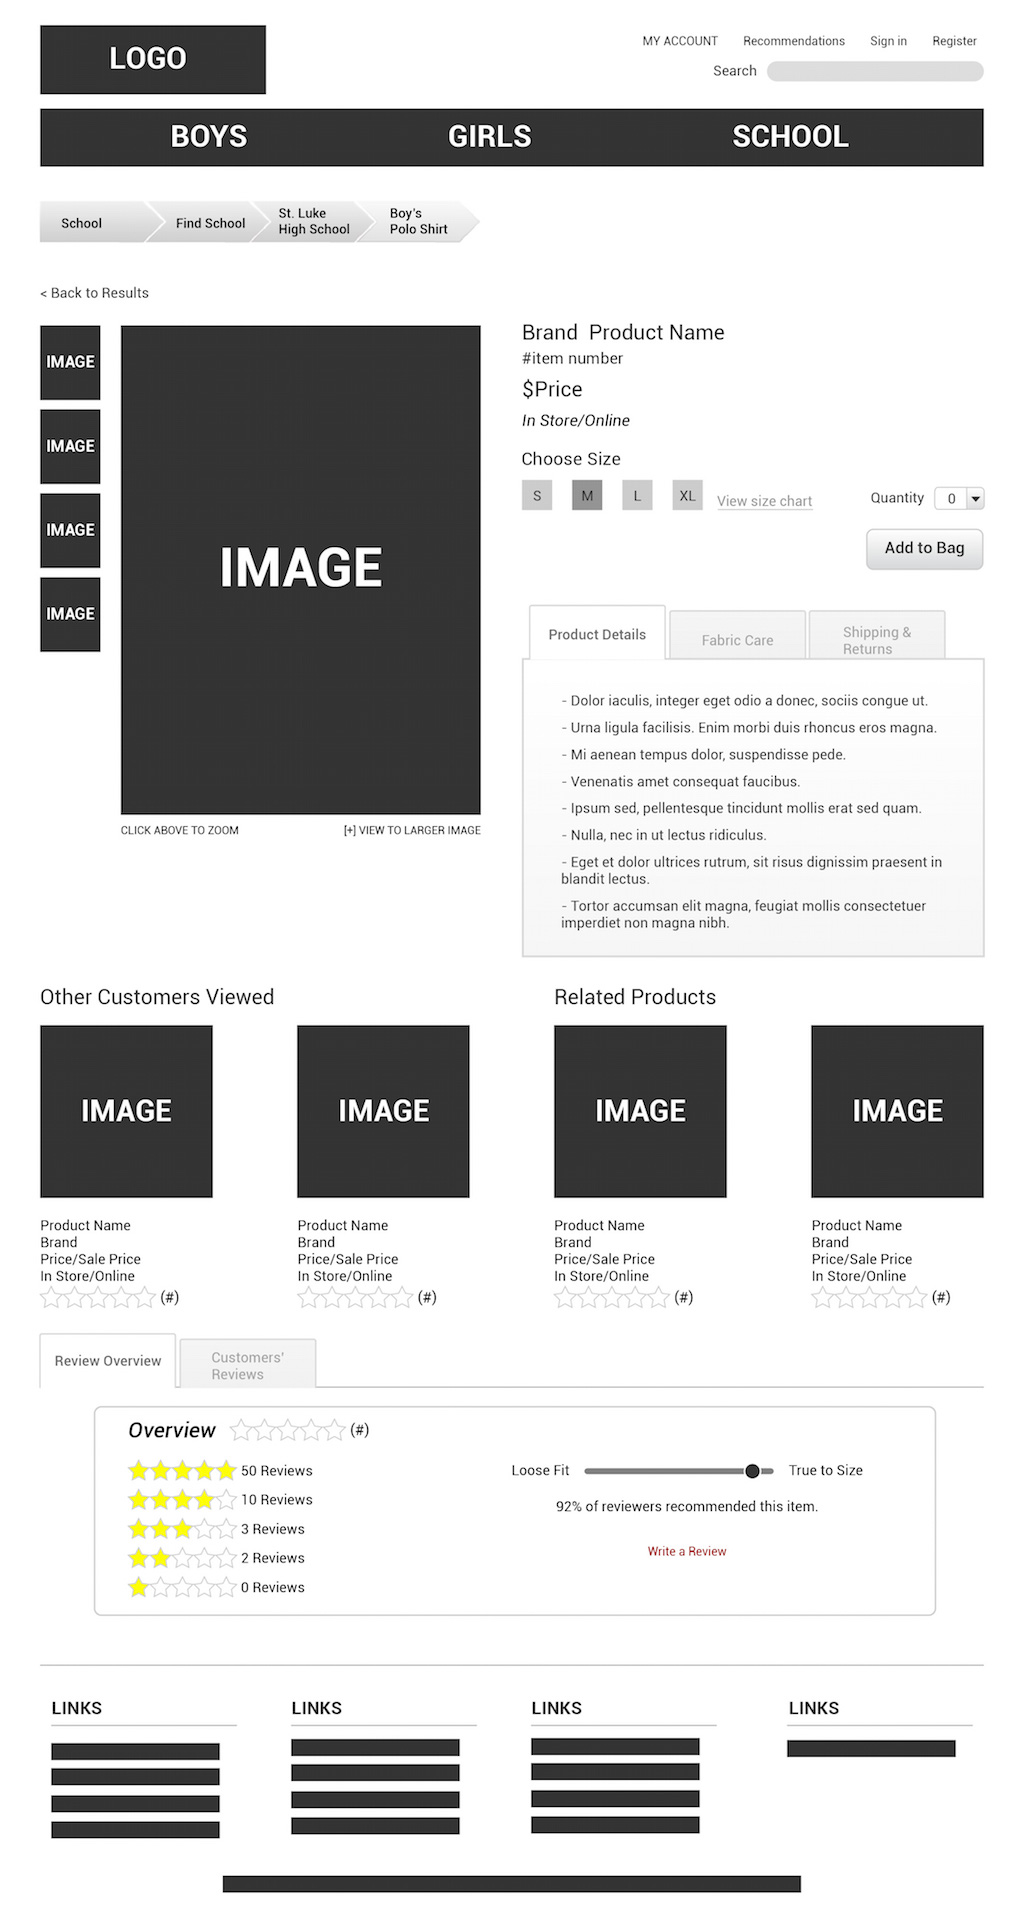 LOGO
MY ACCOUNT
Recommendations
Sign in
Register
Search
BOYS
GIRLS
SCHOOL
School
Find School
St. Luke
High School
Boy's
Polo Shirt
< Back to Results
IMAGE
IMAGE
IMAGE
IMAGE
IMAGE
CLICK ABOVE TO ZOOM
[+] VIEW TO LARGER IMAGE
Brand Product Name
#item number
$Price
In Store/Online
Choose Size
S
M
L
XL
View size chart
Quantity
0
Add to Bag
Product Details
Fabric Care
Shipping &
Returns
- Dolor iaculis, integer eget odio a donec, sociis congue ut.
- Urna ligula facilisis. Enim morbi duis rhoncus eros magna.
- Mi aenean tempus dolor, suspendisse pede.
- Venenatis amet consequat faucibus.
- Ipsum sed, pellentesque tincidunt mollis erat sed quam.
- Nulla, nec in ut lectus ridiculus.
- Eget et dolor ultrices rutrum, sit risus dignissim praesent in
blandit lectus.
- Tortor accumsan elit magna, feugiat mollis consectetuer
imperdiet non magna nibh.
Other Customers Viewed
IMAGE
Product Name
Brand
Price/Sale Price
In Store/Online
(#)
IMAGE
Product Name
Brand
Price/Sale Price
In Store/Online
(#)
Related Products
IMAGE
Product Name
Brand
Price/Sale Price
In Store/Online
(#)
IMAGE
Product Name
Brand
Price/Sale Price
In Store/Online
(#)
Review Overview
Customers'
Reviews
Overview
(#)
50 Reviews
10 Reviews
3 Reviews
2 Reviews
0 Reviews
Loose Fit
True to Size
92% of reviewers recommended this item.
Write a Review
LINKS
LINKS
LINKS
LINKS